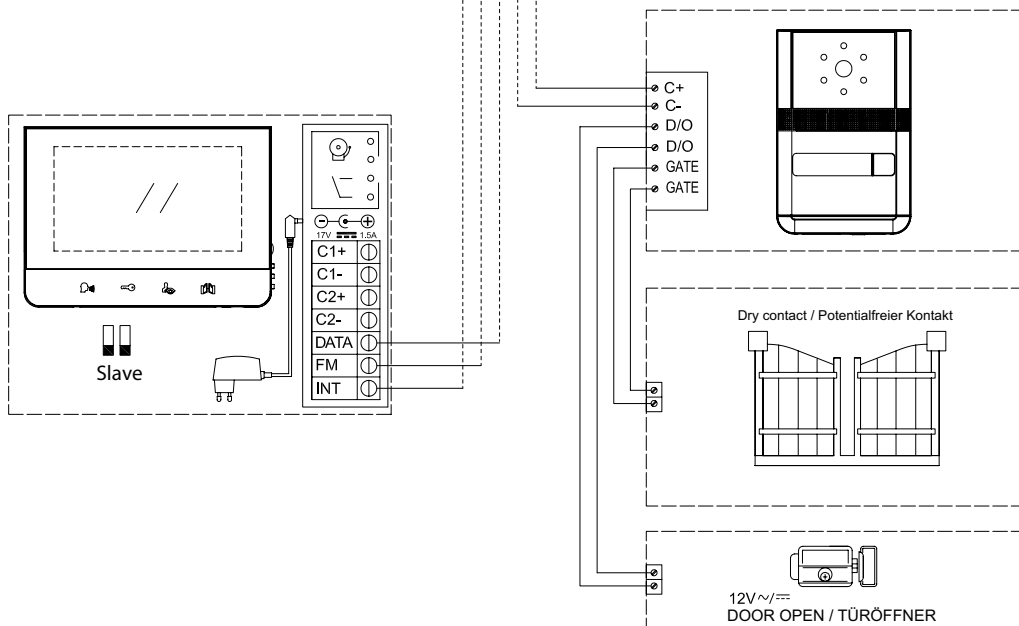 C+
C-
D/O
D/O
GATE
GATE
17V 1.5A
C1+
C1-
C2+
C2-
DATA
FM
INT
Slave
Dry contact / Potentialfreier Kontakt
12V~/⎓
DOOR OPEN / TÜRÖFFNER